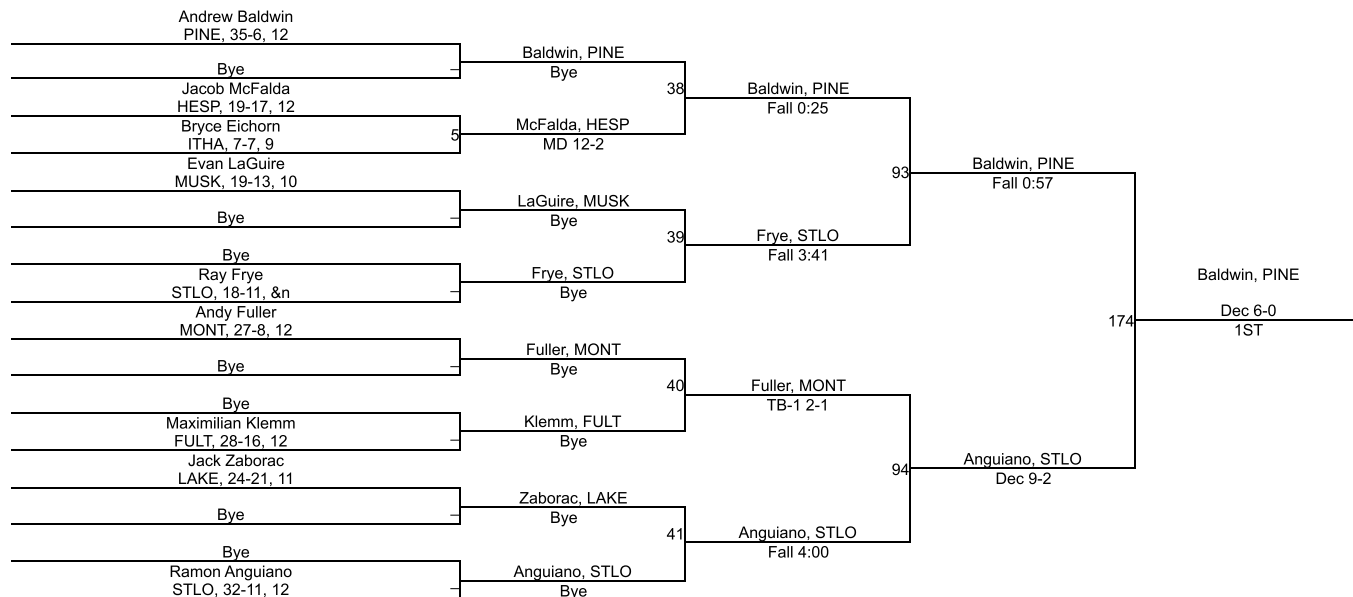 Andrew Baldwin
PINE, 35-6, 12
Bye
Jacob McFalda
HESP, 19-17, 12
5
Bryce Eichorn
ITHA, 7-7, 9
Evan LaGuire
MUSK, 19-13, 10
Bye
Bye
Ray Frye
STLO, 18-11, &n
Andy Fuller
MONT, 27-8, 12
Bye
Bye
Maximilian Klemm
FULT, 28-16, 12
Jack Zaborac
LAKE, 24-21, 11
Bye
Bye
Ramon Anguiano
STLO, 32-11, 12
Baldwin, PINE
Bye
38
McFalda, HESP
MD 12-2
LaGuire, MUSK
Bye
39
Frye, STLO
Bye
Fuller, MONT
Bye
40
Klemm, FULT
Bye
Zaborac, LAKE
Bye
41
Anguiano, STLO
Bye
Baldwin, PINE
Fall 0:25
93
Frye, STLO
Fall 3:41
Fuller, MONT
TB-1 2-1
94
Anguiano, STLO
Fall 4:00
Baldwin, PINE
Fall 0:57
174
Anguiano, STLO
Dec 9-2
Baldwin, PINE
Dec 6-0
1ST